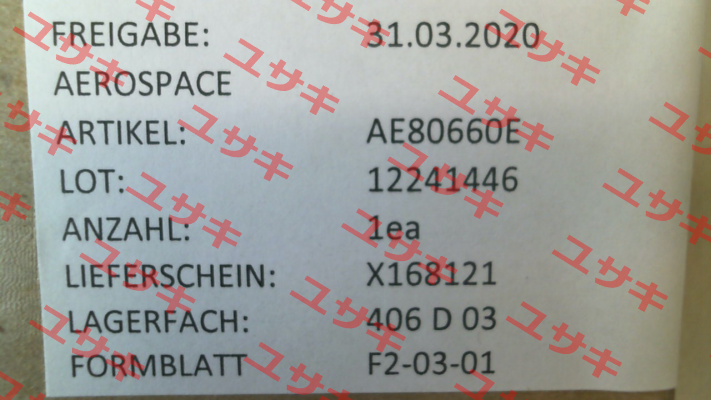 FREIGABE: 31.03.2020
AEROSPACE
ARTIKEL: AE80660E
LOT: 12241446
ANZAHL: 1ea
LIEFERSCHEIN: X168121
LAGERFACH: 406 D 03
FORMBLATT F2-03-01
ユサキ